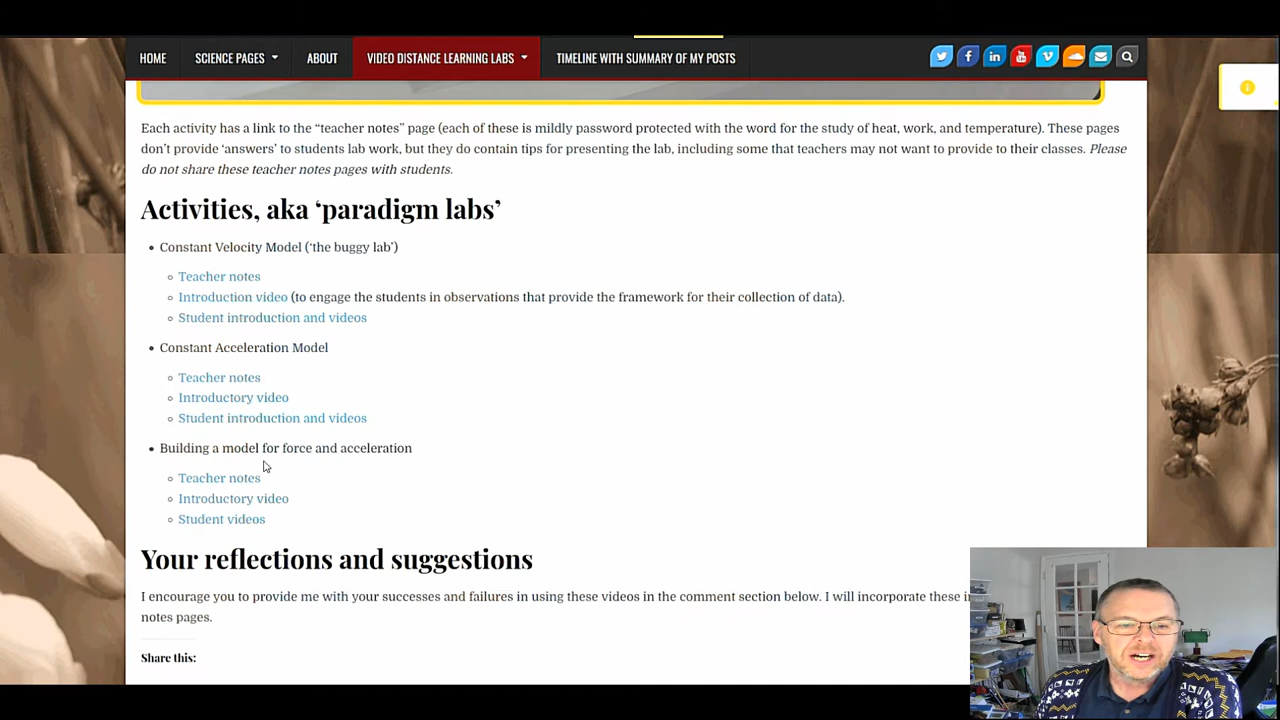 HOME SCIENCE PAGES ABOUT VIDEO DISTANCE LEARNING LABS TIMELINE WITH SUMMARY OF MY POSTS
Each activity has a link to the “teacher notes” page (each of these is mildly password protected with the word for the study of heat, work, and temperature). These pages
don’t provide ‘answers’ to students lab work, but they do contain tips for presenting the lab, including some that teachers may not want to provide to their classes. Please
do not share these teacher notes pages with students.
Activities, aka ‘paradigm labs’
• Constant Velocity Model (‘the buggy lab’)
◦ Teacher notes
◦ Introduction video (to engage the students in observations that provide the framework for their collection of data).
◦ Student introduction and videos
• Constant Acceleration Model
◦ Teacher notes
◦ Introductory video
◦ Student introduction and videos
• Building a model for force and acceleration
◦ Teacher notes
◦ Introductory video
◦ Student videos
Your reflections and suggestions
I encourage you to provide me with your successes and failures in using these videos in the comment section below. I will incorporate these
notes pages.
Share this: